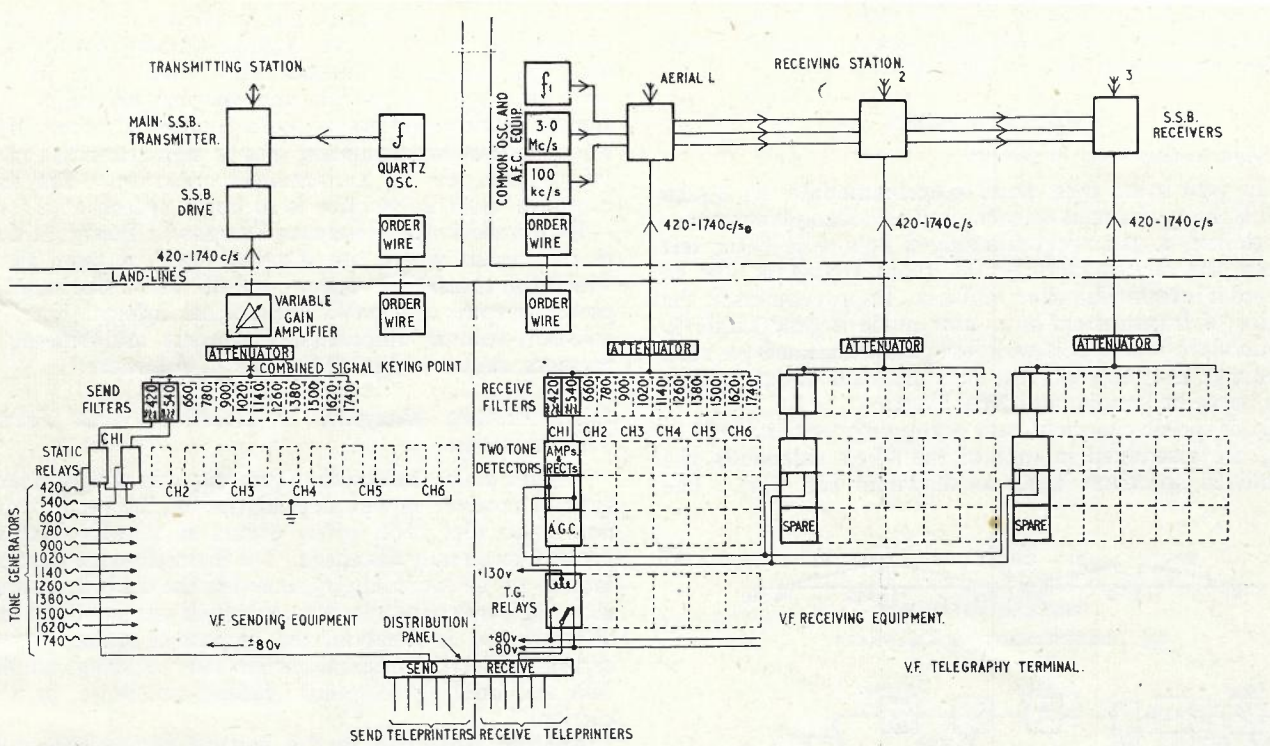 TRANSMITTING STATION.
MAIN S.S.B. TRANSMITTER.
f
QUARTZ OSC.
S.S.B. DRIVE
420-1740 c/s
ORDER WIRE
LAND-LINES
ORDER WIRE
VARIABLE GAIN AMPLIFIER
ATTENUATOR
COMBINED SIGNAL KEYING POINT
SEND FILTERS
420
540
660
780
900
1020
1140
1260
1380
1500
1620
1740
CH1
STATIC RELAYS
CH2
CH3
CH4
CH5
CH6
TONE GENERATORS
420
540
660
780
900
1020
1140
1260
1380
1500
1620
1740
V.F. SENDING EQUIPMENT
±80v
DISTRIBUTION PANEL
SEND
RECEIVE
SEND TELEPRINTERS
RECEIVE TELEPRINTERS
COMMON OSC. AND A.F.C. EQUIP.
f1
3.0 Mc/s
100 kc/s
AERIAL 1.
RECEIVING STATION.
2
3
S.S.B. RECEIVERS
ORDER WIRE
420-1740c/s
420-1740c/s
420-1740c/s
ORDER WIRE
ATTENUATOR
ATTENUATOR
ATTENUATOR
RECEIVE FILTERS
420
540
660
780
900
1020
1140
1260
1380
1500
1620
1740
CH1
CH2
CH3
CH4
CH5
CH6
TWO TONE DETECTORS
AMPS. & RECTS
A.G.C.
SPARE
SPARE
+130v
T.G. RELAYS
+80v
-80v
V.F. RECEIVING EQUIPMENT.
V.F. TELEGRAPHY TERMINAL.